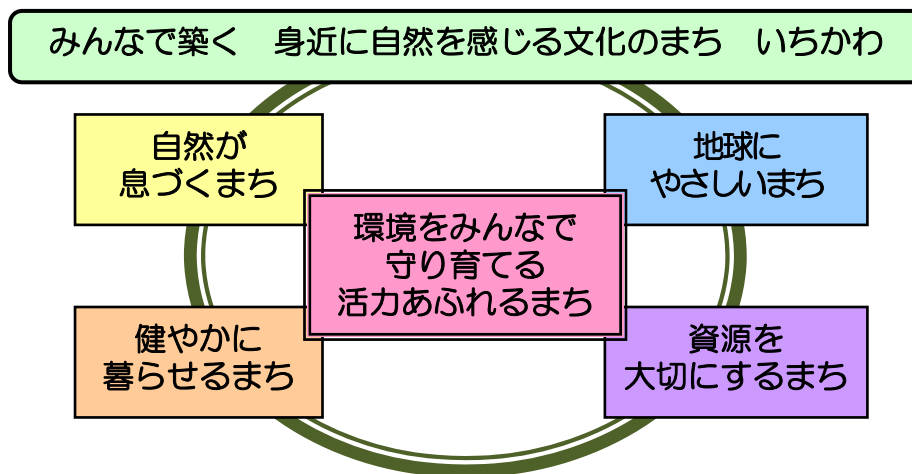 みんなで築く　身近に自然を感じる文化のまち　いちかわ
自然が
息づくまち
地球に
やさしいまち
環境をみんなで
守り育てる
活力あふれるまち
健やかに
暮らせるまち
資源を
大切にするまち